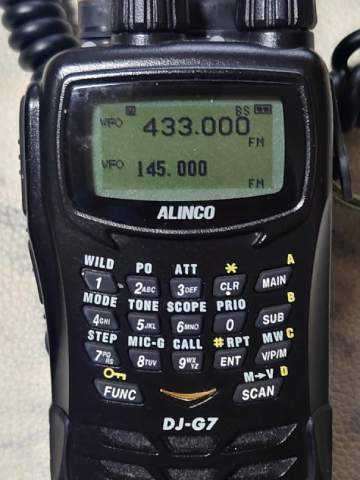 BS
VFO 433.000
FM
VFO 145.000
FM
ALINCO
WILD PO ATT * A
1 2ABC 3DEF CLR MAIN
MODE TONE SCOPE PRIO B
4GHI 5JKL 6MNO 0 SUB
STEP MIC-G CALL #RPT MW C
7PQRS 8TUV 9WXYZ ENT V/P/M
M→V D
FUNC SCAN
DJ-G7